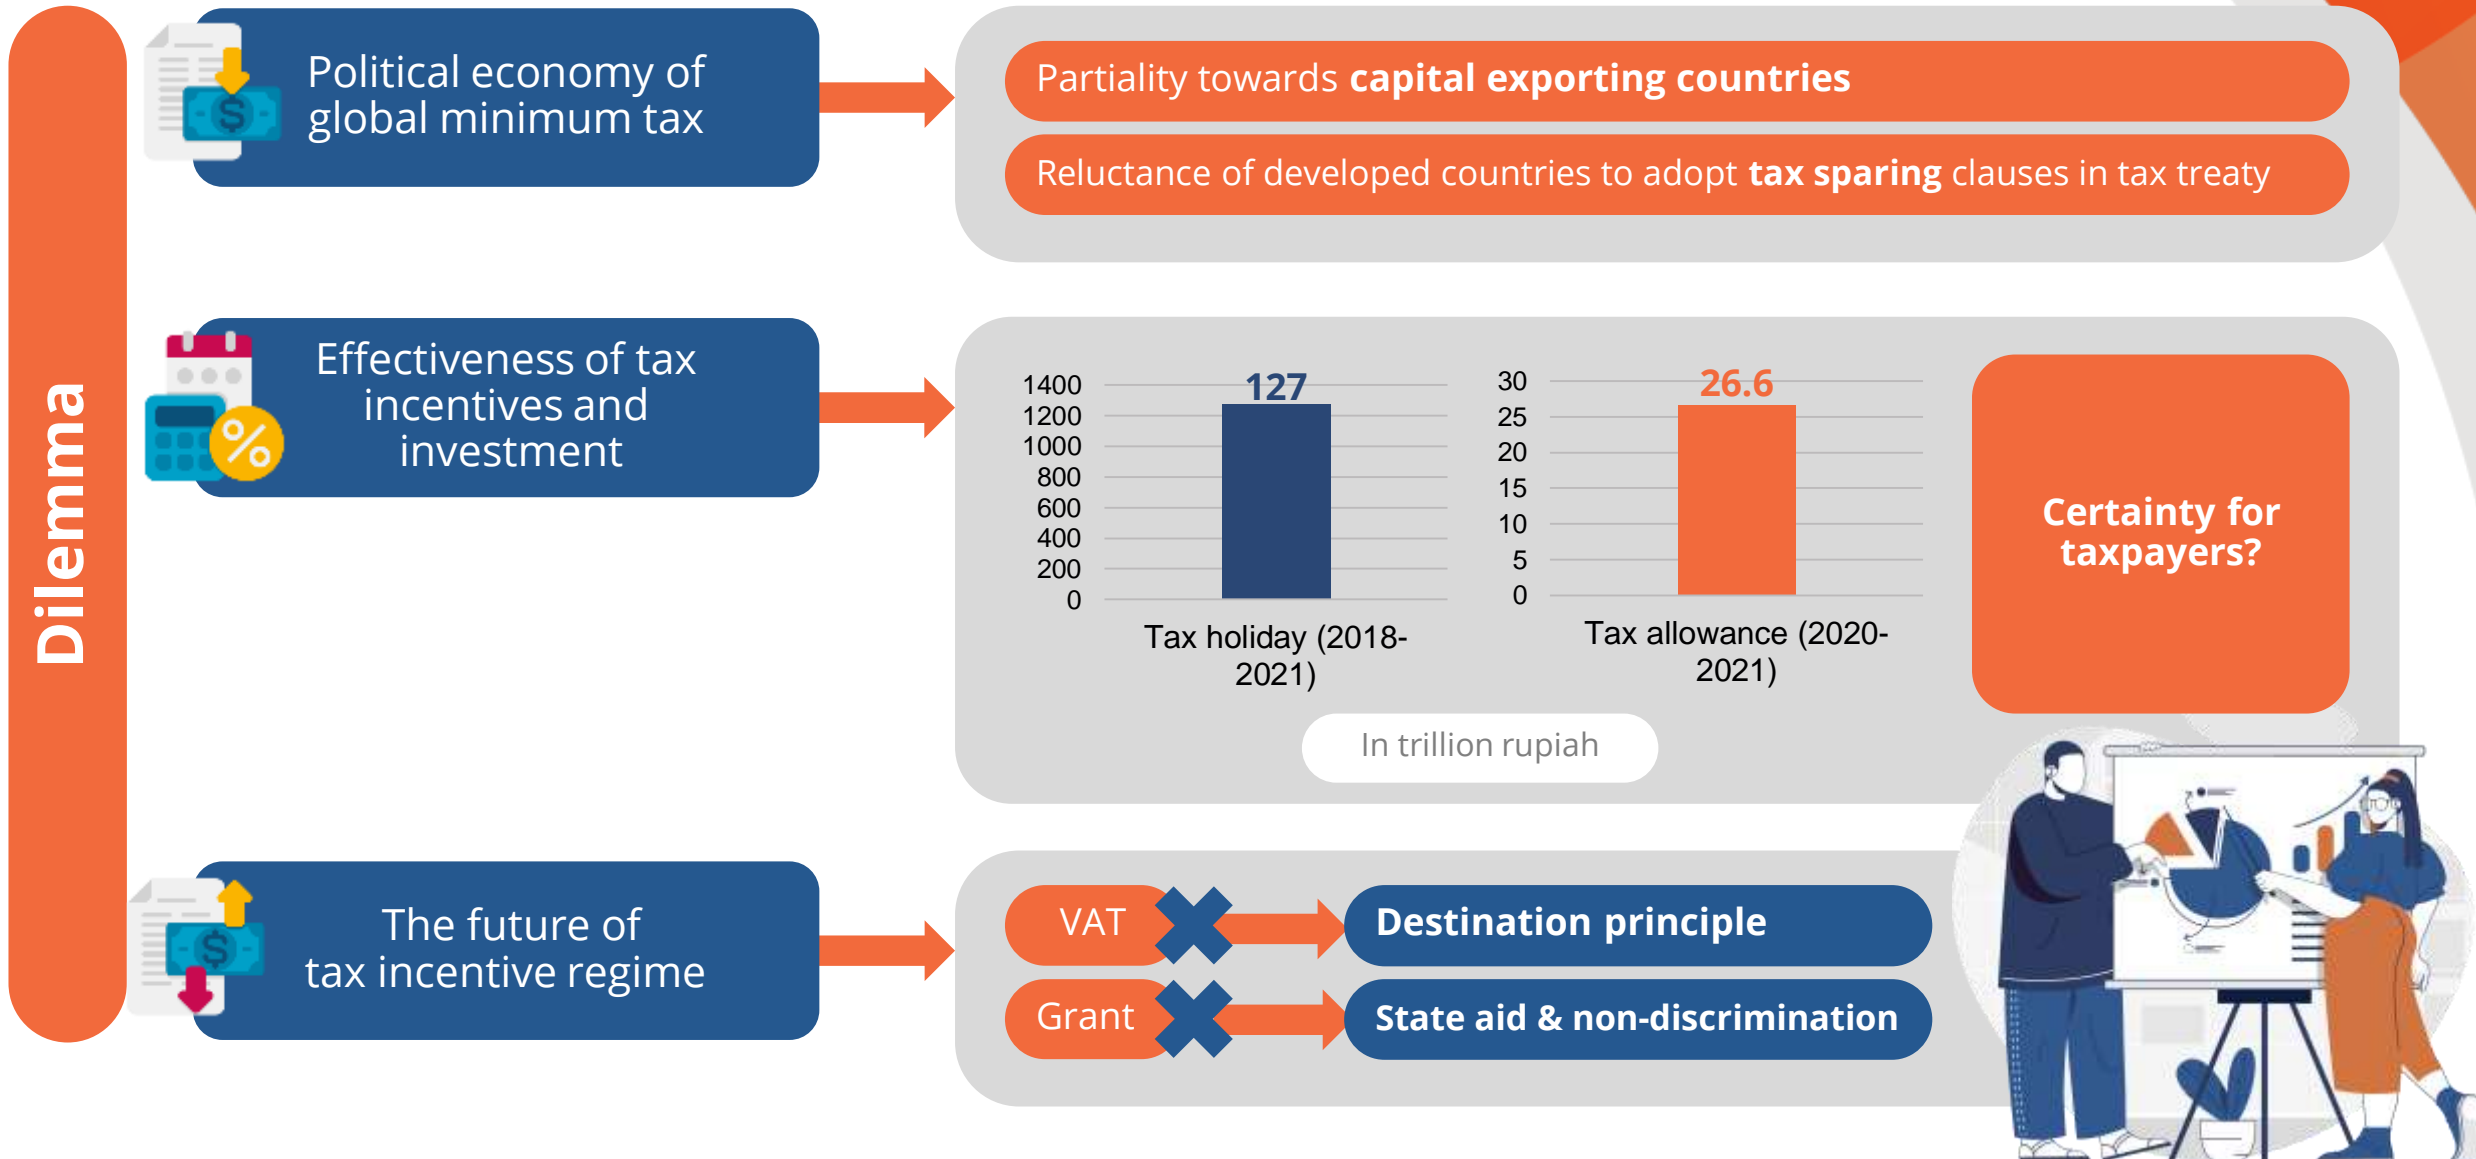 Dilemma
Political economy of
global minimum tax
Partiality towards capital exporting countries
Reluctance of developed countries to adopt tax sparing clauses in tax treaty
Effectiveness of tax
incentives and
investment
1400
1200
1000
800
600
400
200
0
127
Tax holiday (2018-
2021)
30
25
20
15
10
5
0
26.6
Tax allowance (2020-
2021)
In trillion rupiah
Certainty for
taxpayers?
The future of
tax incentive regime
VAT
Destination principle
Grant
State aid & non-discrimination